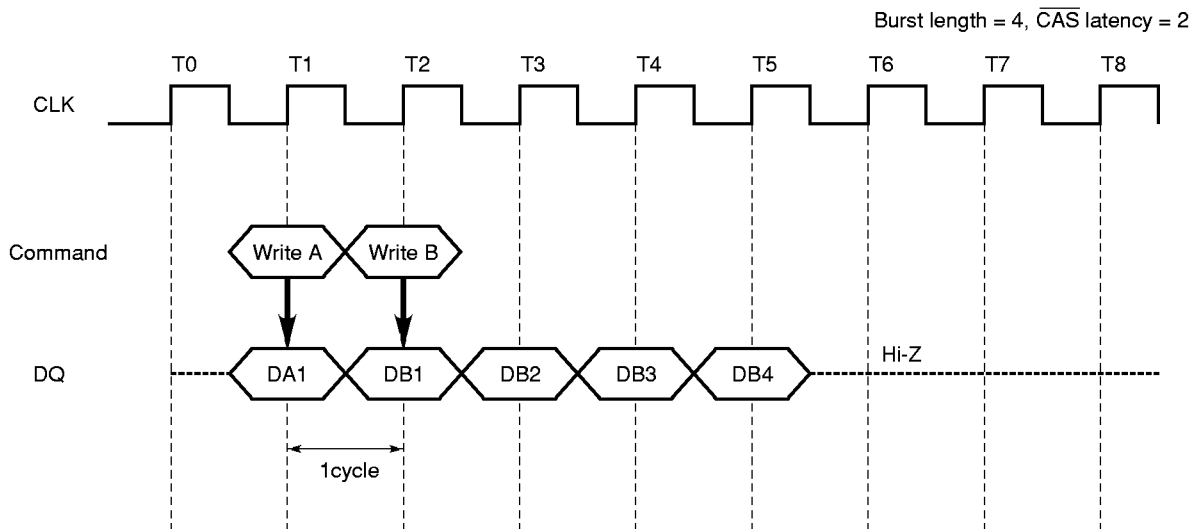 Burst length = 4, C̅A̅S̅ latency = 2
T0 T1 T2 T3 T4 T5 T6 T7 T8
CLK
Command Write A Write B
Hi-Z
DQ DA1 DB1 DB2 DB3 DB4
1cycle